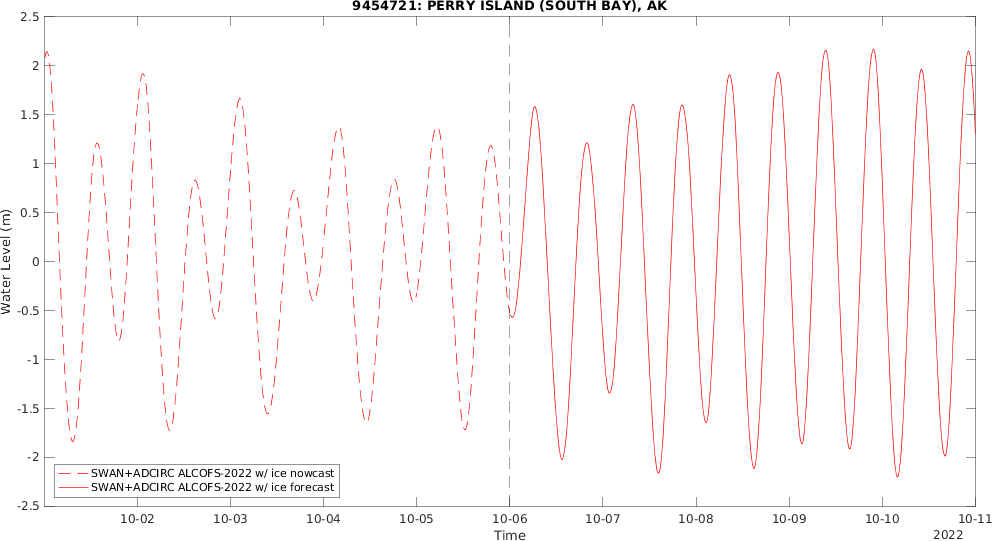 9454721: PERRY ISLAND (SOUTH BAY), AK
2.5
2
1.5
1
0.5
0
-0.5
-1
-1.5
-2
-2.5
Water Level (m)
SWAN+ADCIRC ALCOFS-2022 w/ ice nowcast
SWAN+ADCIRC ALCOFS-2022 w/ ice forecast
10-02 10-03 10-04 10-05 10-06 10-07 10-08 10-09 10-10 10-11
Time
2022